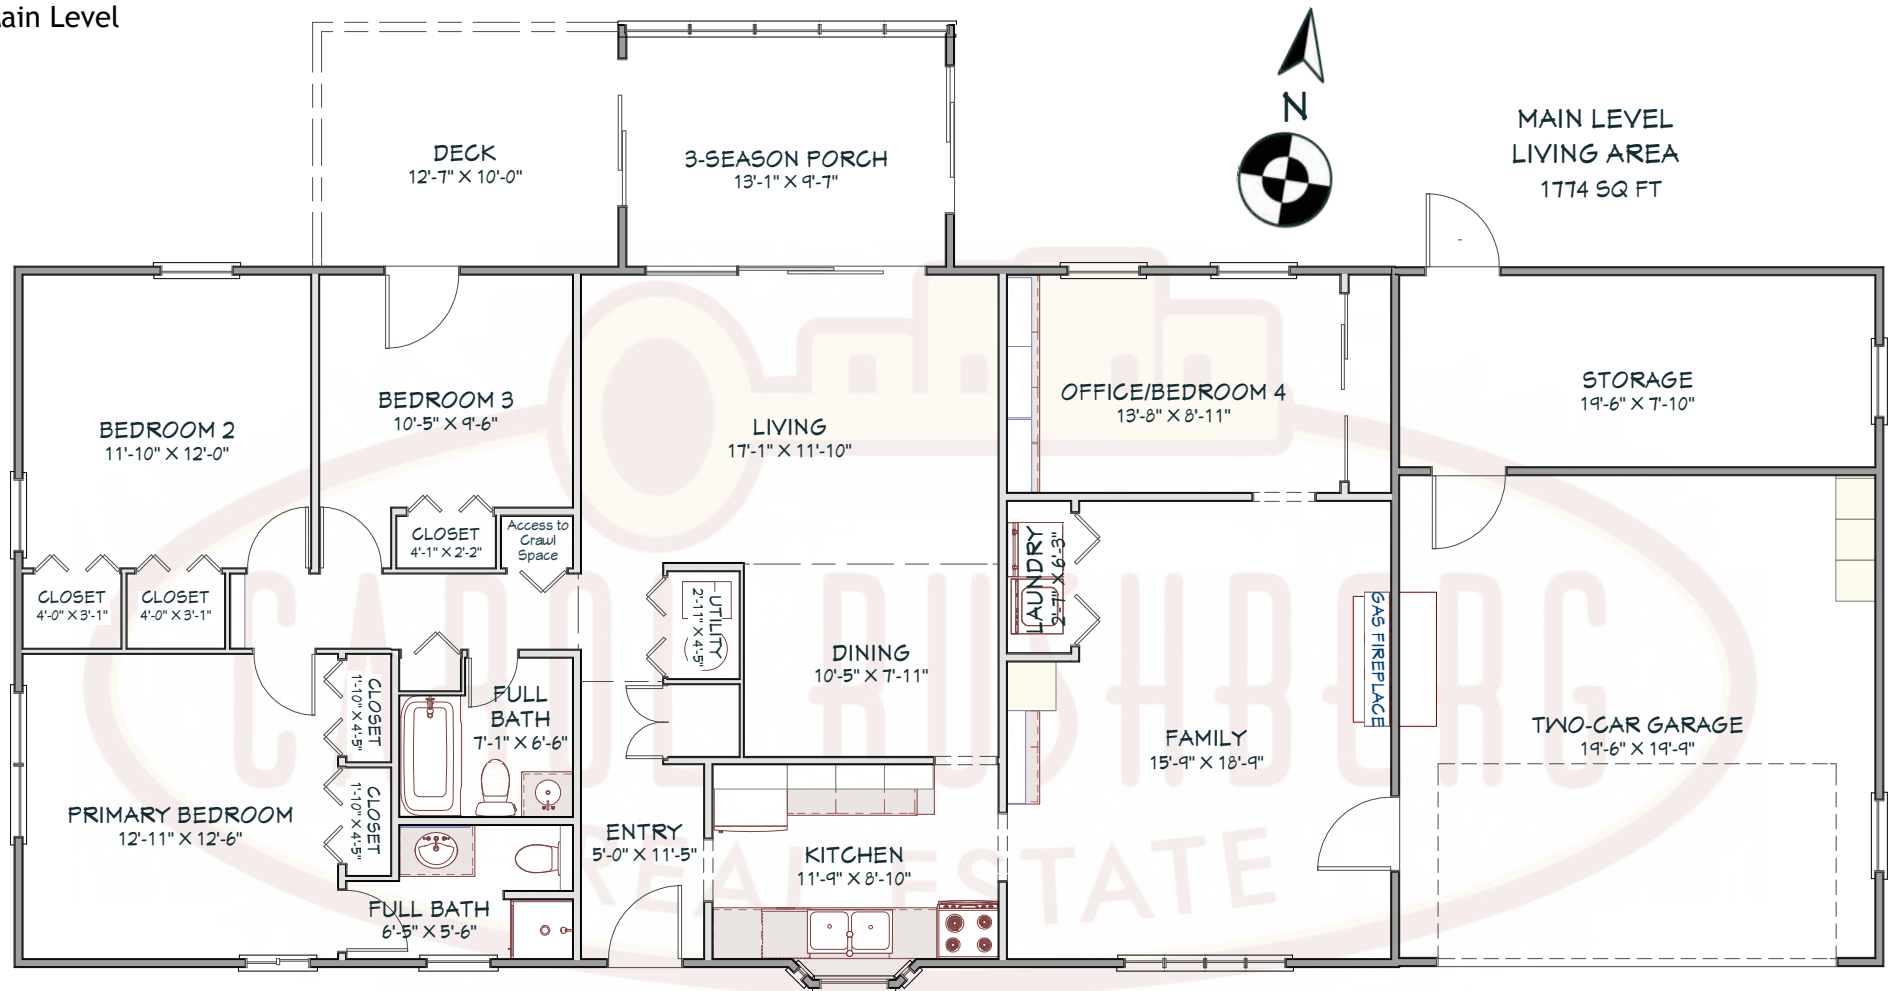 ain Level
DECK
12'-7" X 10'-0"
3-SEASON PORCH
13'-1" X 9'-7"
N
MAIN LEVEL
LIVING AREA
1774 SQ FT
BEDROOM 2
11'-10" X 12'-0"
BEDROOM 3
10'-5" X 9'-6"
LIVING
17'-1" X 11'-10"
OFFICE/BEDROOM 4
13'-8" X 8'-11"
STORAGE
19'-6" X 7'-10"
CLOSET
4'-1" X 2'-2"
Access to
Crawl
Space
CLOSET
4'-0" X 3'-1"
CLOSET
4'-0" X 3'-1"
UTILITY
2'-11" X 4'-5"
LAUNDRY
2'-7" X 6'-3"
DINING
10'-5" X 7'-11"
GAS FIREPLACE
CLOSET
1'-10" X 4'-5"
FULL
BATH
7'-1" X 6'-6"
FAMILY
15'-9" X 18'-9"
TWO-CAR GARAGE
19'-6" X 19'-9"
PRIMARY BEDROOM
12'-11" X 12'-6"
CLOSET
1'-10" X 4'-5"
ENTRY
5'-0" X 11'-5"
KITCHEN
11'-9" X 8'-10"
FULL BATH
6'-5" X 5'-6"
CAROL RUSHBERG
REAL ESTATE